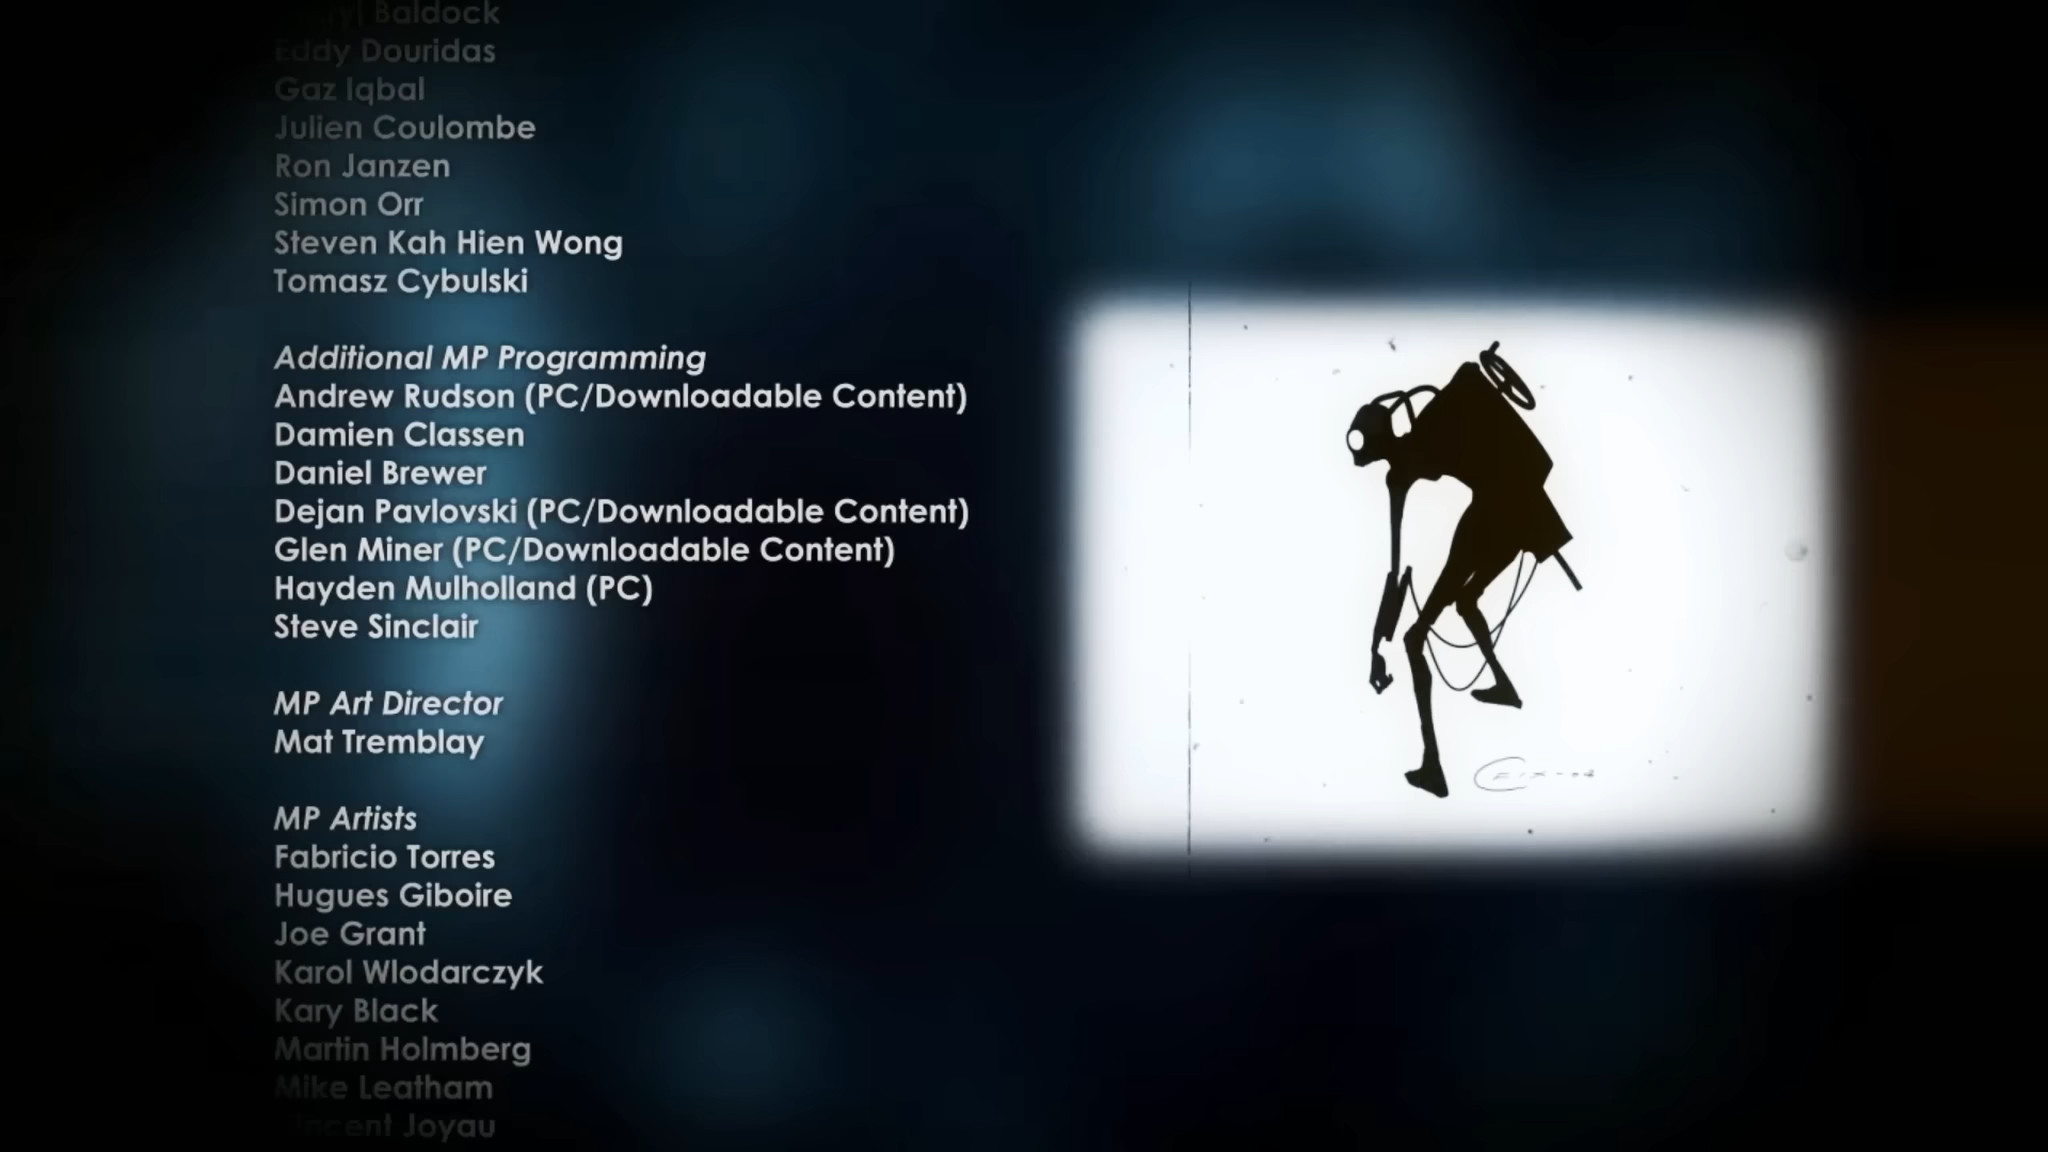 Baldock
Eddy Douridas
Gaz Iqbal
Julien Coulombe
Ron Janzen
Simon Orr
Steven Kah Hien Wong
Tomasz Cybulski
Additional MP Programming
Andrew Rudson (PC/Downloadable Content)
Damien Classen
Daniel Brewer
Dejan Pavlovski (PC/Downloadable Content)
Glen Miner (PC/Downloadable Content)
Hayden Mulholland (PC)
Steve Sinclair
MP Art Director
Mat Tremblay
MP Artists
Fabricio Torres
Hugues Giboire
Joe Grant
Karol Wlodarczyk
Kary Black
Martin Holmberg
Mike Leatham
Joyau